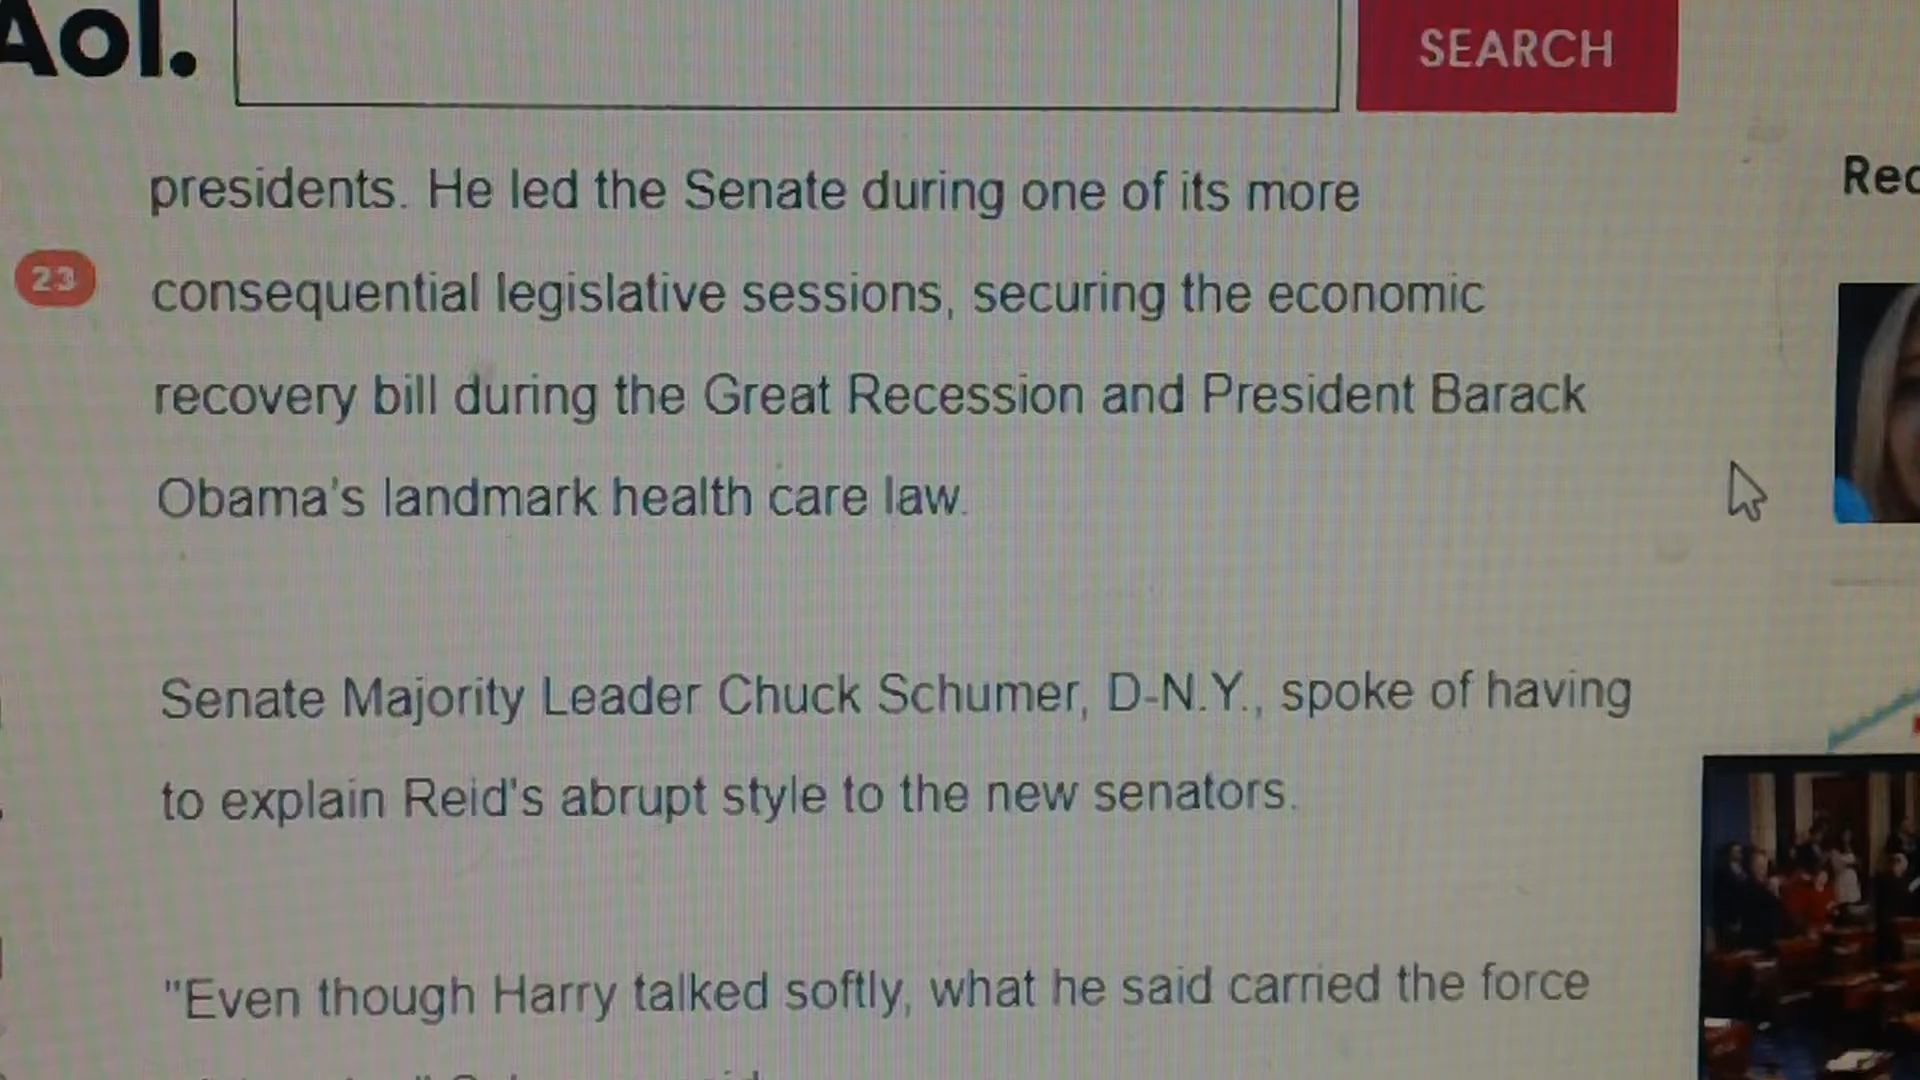 Aol.
SEARCH
presidents. He led the Senate during one of its more
Rec
23
consequential legislative sessions, securing the economic
recovery bill during the Great Recession and President Barack
Obama's landmark health care law.
Senate Majority Leader Chuck Schumer, D-N.Y., spoke of having
to explain Reid's abrupt style to the new senators.
"Even though Harry talked softly, what he said carried the force